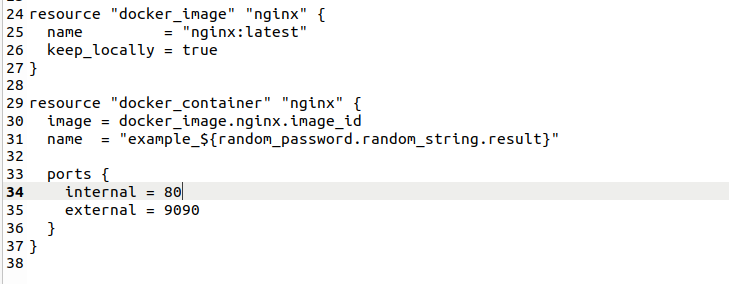 24 resource "docker_image" "nginx" {
25   name         = "nginx:latest"
26   keep_locally = true
27 }
28
29 resource "docker_container" "nginx" {
30   image = docker_image.nginx.image_id
31   name  = "example_${random_password.random_string.result}"
32
33   ports {
34     internal = 80
35     external = 9090
36   }
37 }
38